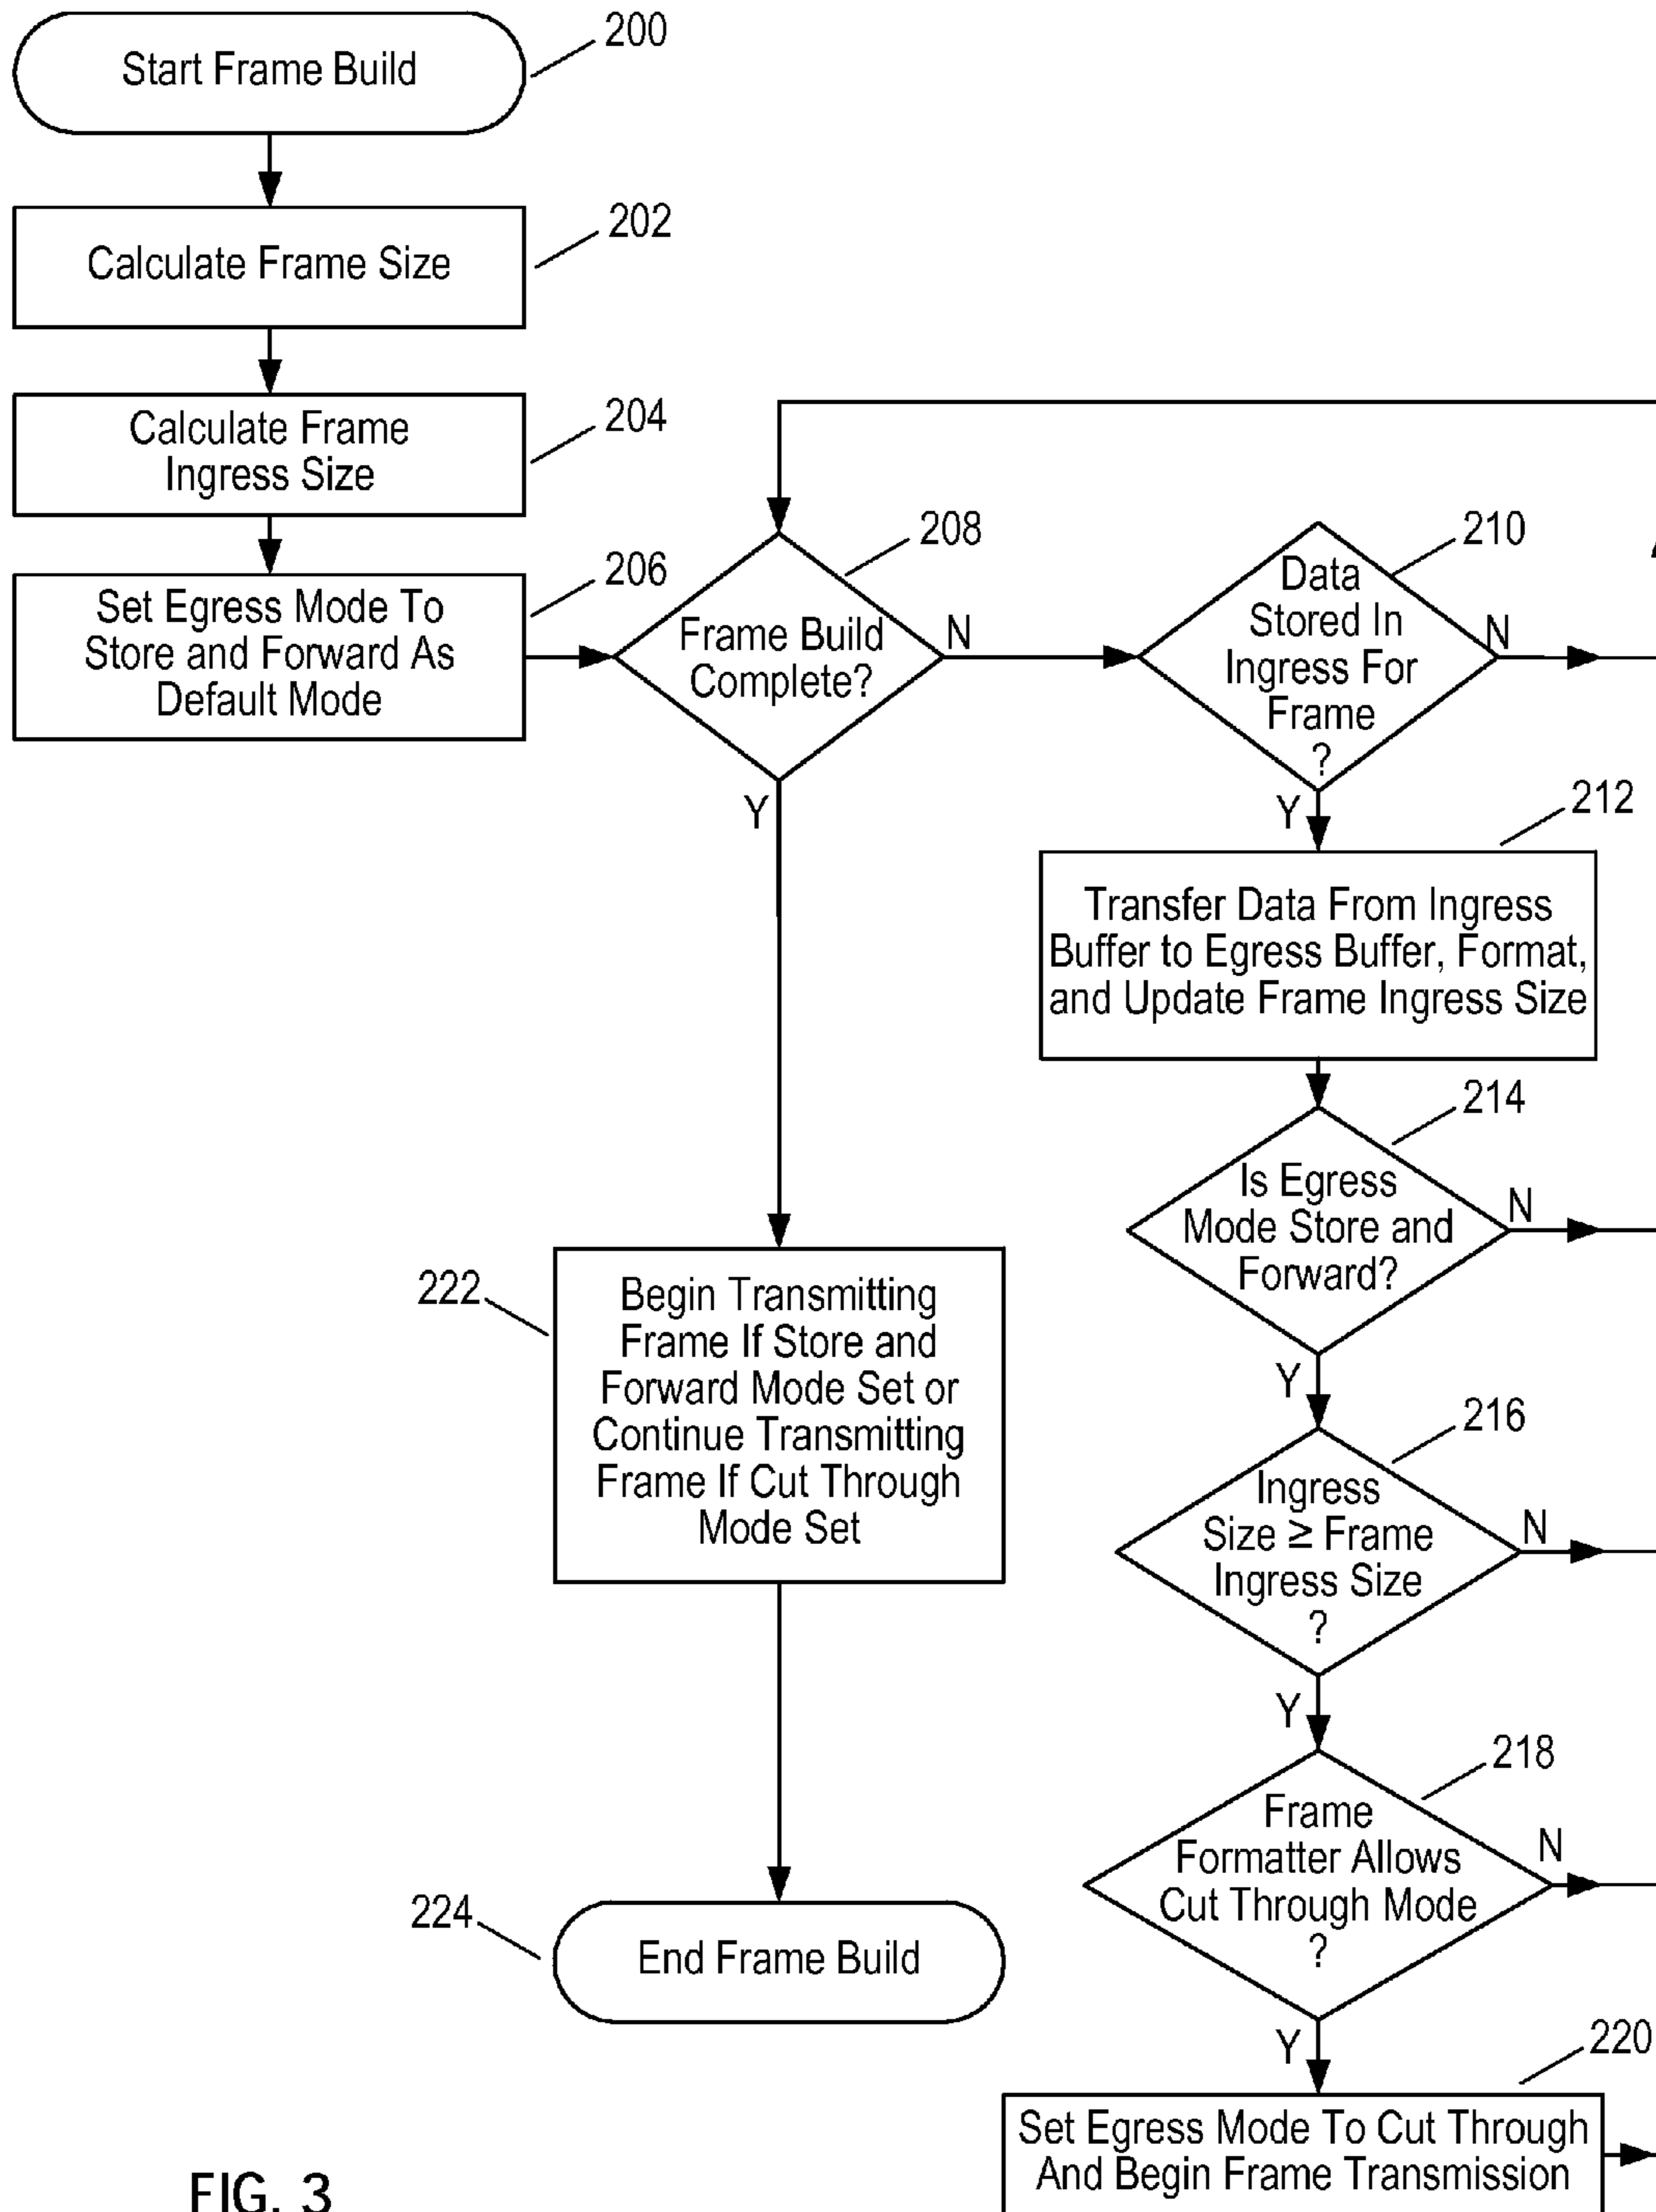 Start Frame Build
200
Calculate Frame Size
202
Calculate Frame
Ingress Size
204
Set Egress Mode To
Store and Forward As
Default Mode
206
Frame Build
Complete?
208
N
Y
Data
Stored In
Ingress For
Frame
?
210
N
Y
Transfer Data From Ingress
Buffer to Egress Buffer, Format,
and Update Frame Ingress Size
212
Is Egress
Mode Store and
Forward?
214
N
Y
Ingress
Size ≥ Frame
Ingress Size
?
216
N
Y
Frame
Formatter Allows
Cut Through Mode
?
218
N
Y
Set Egress Mode To Cut Through
And Begin Frame Transmission
220
222
Begin Transmitting
Frame If Store and
Forward Mode Set or
Continue Transmitting
Frame If Cut Through
Mode Set
224
End Frame Build
FIG. 3